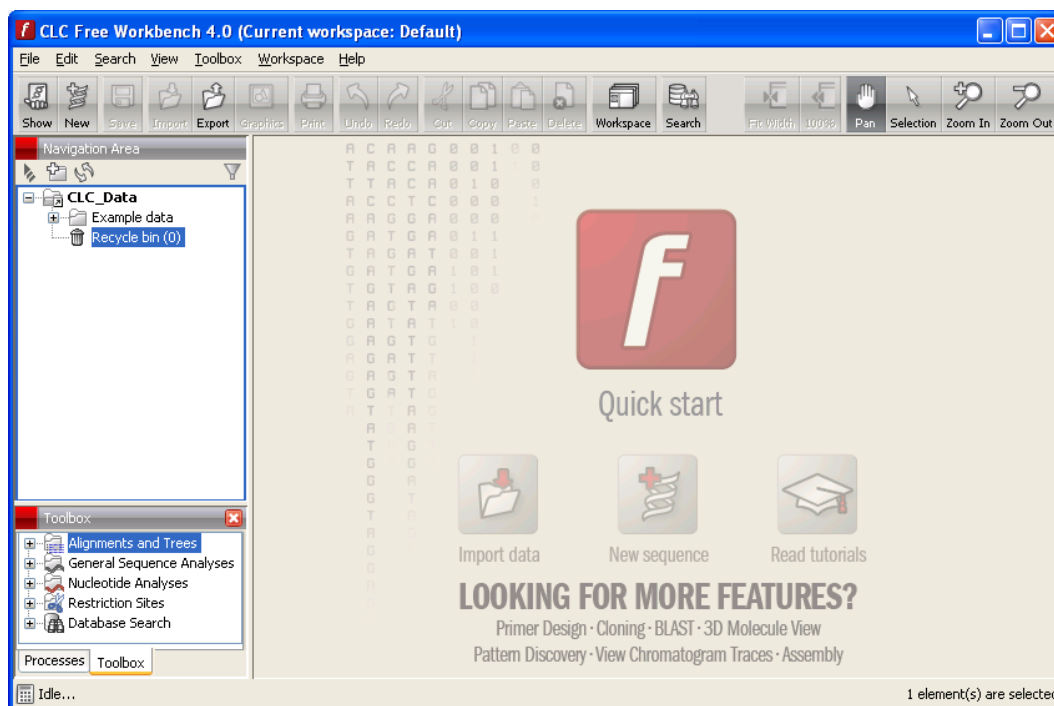 CLC Free Workbench 4.0 (Current workspace: Default)
File Edit Search View Toolbox Workspace Help
Show New Save Import Export Graphics Print Undo Redo Cut Copy Paste Delete Workspace Search Fit Width 100% Pan Selection Zoom In Zoom Out
Navigation Area
CLC_Data
Example data
Recycle bin (0)
f
Quick start
Import data New sequence Read tutorials
LOOKING FOR MORE FEATURES?
Primer Design · Cloning · BLAST · 3D Molecule View
Pattern Discovery · View Chromatogram Traces · Assembly
Toolbox
Alignments and Trees
General Sequence Analyses
Nucleotide Analyses
Restriction Sites
Database Search
Processes Toolbox
Idle... 1 element(s) are selected